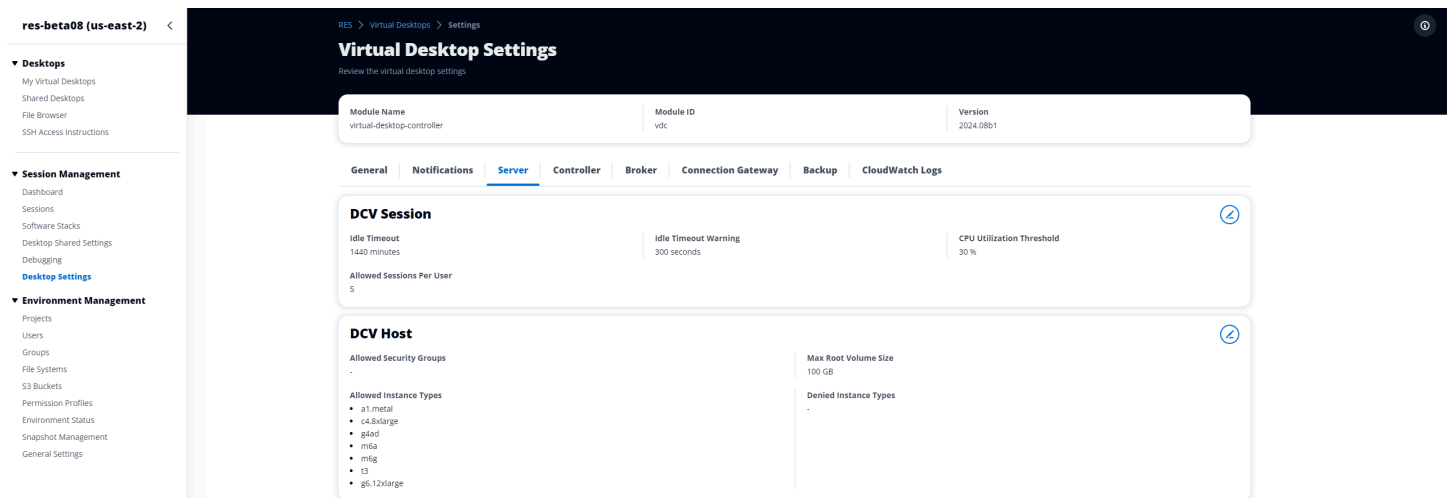 res-beta08 (us-east-2)
Desktops
My Virtual Desktops
Shared Desktops
File Browser
SSH Access Instructions
Session Management
Dashboard
Sessions
Software Stacks
Desktop Shared Settings
Debugging
Desktop Settings
Environment Management
Projects
Users
Groups
File Systems
S3 Buckets
Permission Profiles
Environment Status
Snapshot Management
General Settings
RES > Virtual Desktops > Settings
Virtual Desktop Settings
Review the virtual desktop settings
Module Name
virtual-desktop-controller
Module ID
vdc
Version
2024.08b1
General Notifications Server Controller Broker Connection Gateway Backup CloudWatch Logs
DCV Session
Idle Timeout
1440 minutes
Idle Timeout Warning
300 seconds
CPU Utilization Threshold
30 %
Allowed Sessions Per User
5
DCV Host
Allowed Security Groups
-
Max Root Volume Size
100 GB
Allowed Instance Types
• a1.metal
• c4.8xlarge
• g4ad
• m6a
• m6g
• t3
• g6.12xlarge
Denied Instance Types
-